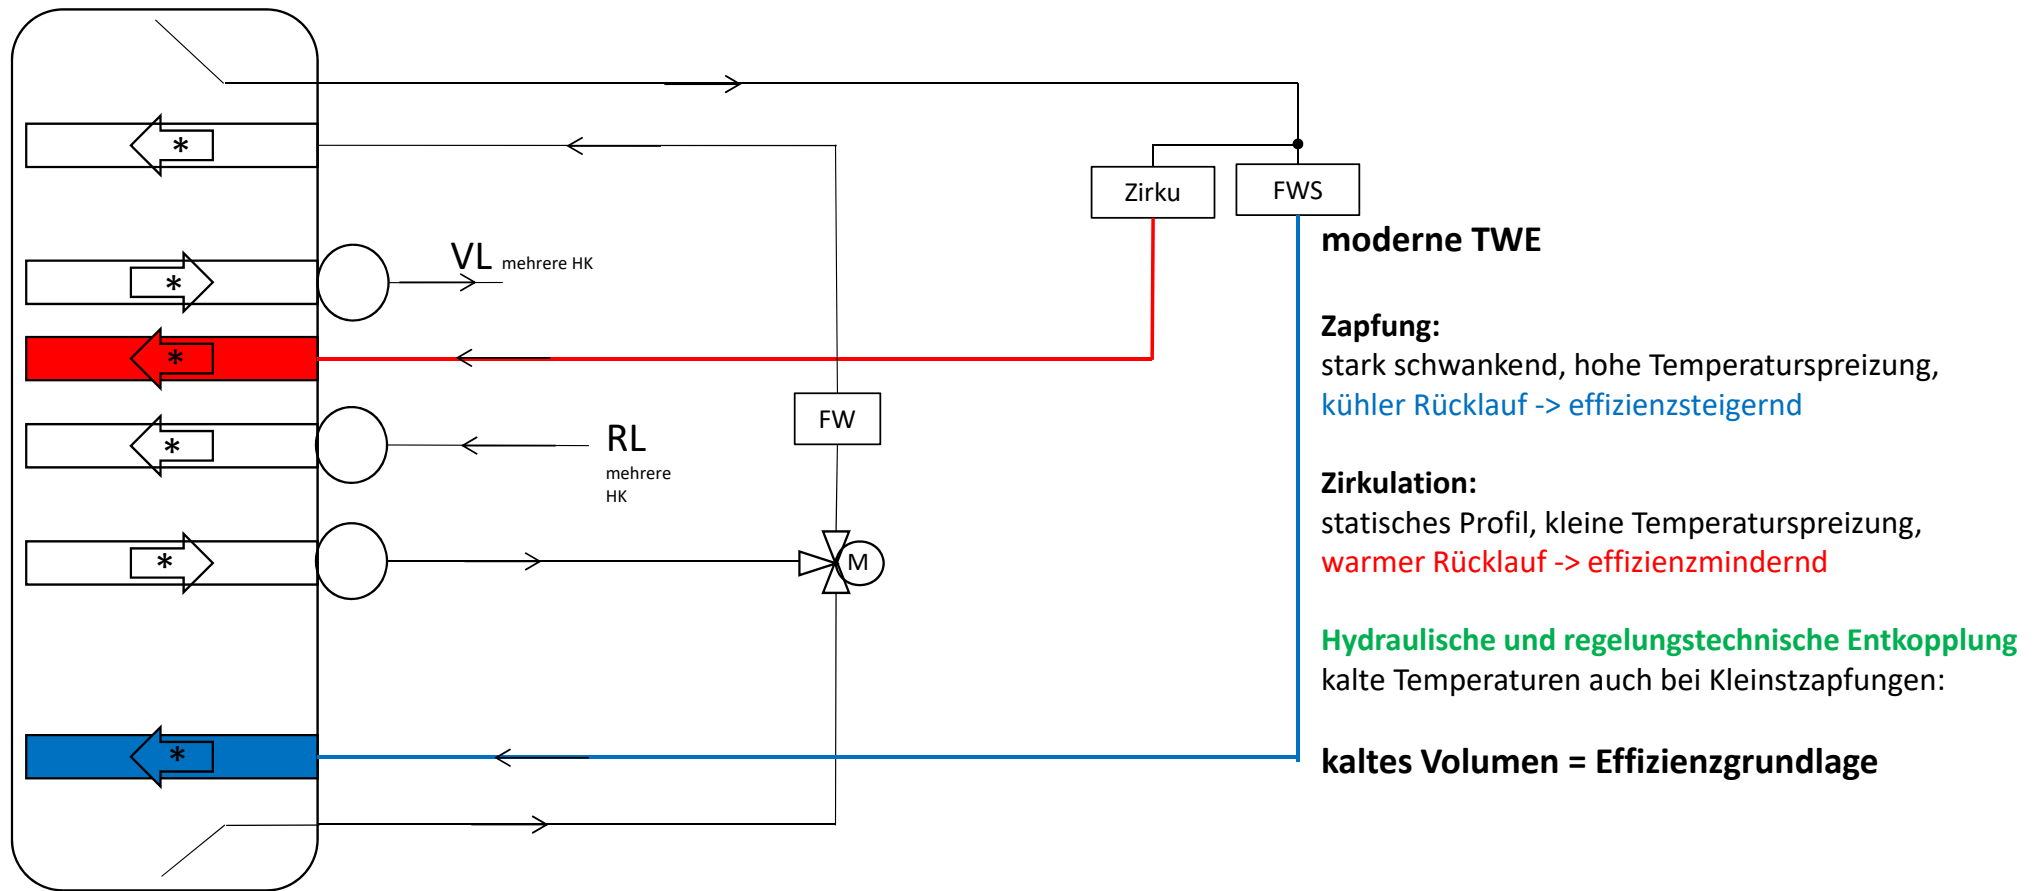 *
*
*
*
*
*
VL mehrere HK
RL
mehrere
HK
Zirku
FWS
FW
M
moderne TWE
Zapfung:
stark schwankend, hohe Temperaturspreizung,
kühler Rücklauf -> effizienzsteigernd
Zirkulation:
statisches Profil, kleine Temperaturspreizung,
warmer Rücklauf -> effizienzmindernd
Hydraulische und regelungstechnische Entkopplung
kalte Temperaturen auch bei Kleinstzapfungen:
kaltes Volumen = Effizienzgrundlage